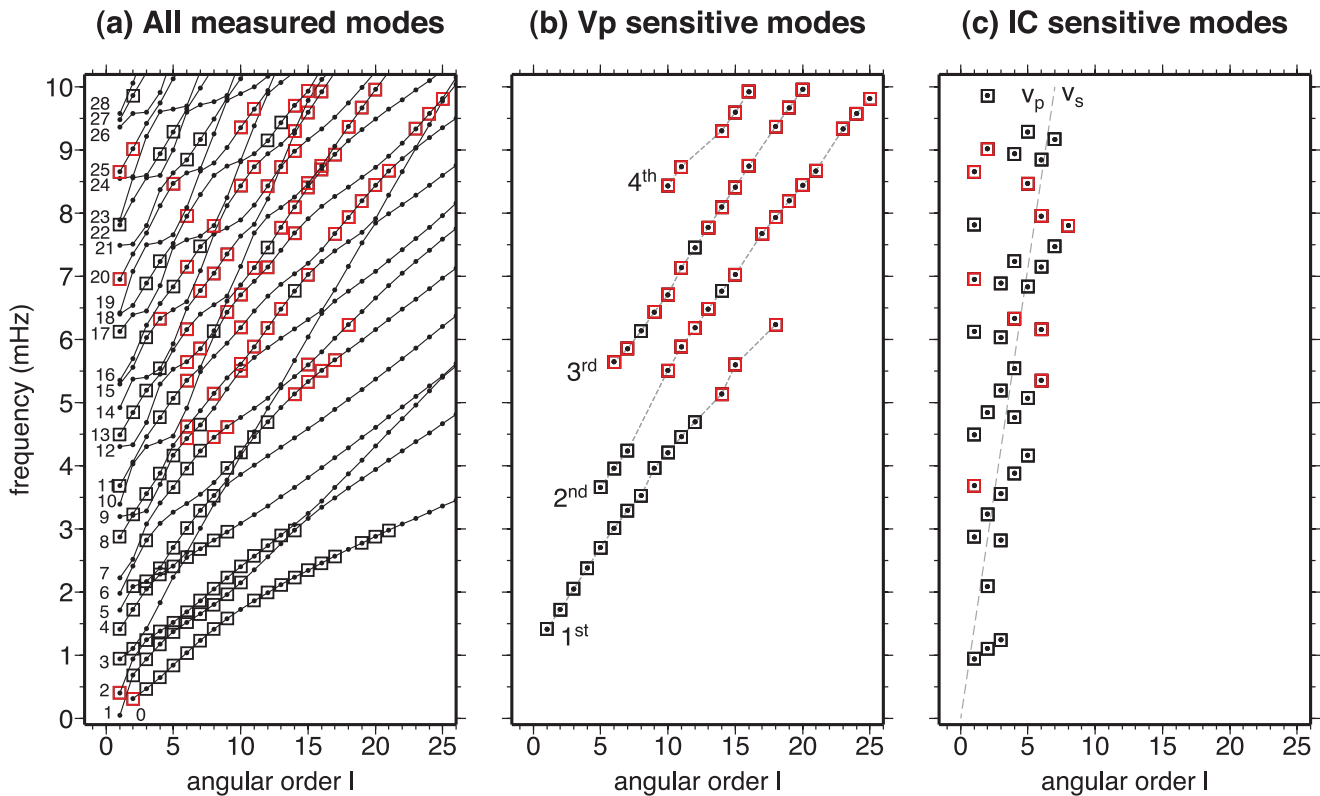 (a) All measured modes
(b) Vp sensitive modes
(c) IC sensitive modes
frequency (mHz)
10
9
8
7
6
5
4
3
2
1
0
28
27
26
25
24
23
22
21
20
19
18
17
16
15
14
13
12
11
10
9
8
7
6
5
4
3
2
1
0
4th
3rd
2nd
1st
vp vs
0 5 10 15 20 25
0 5 10 15 20 25
0 5 10 15 20 25
angular order l
angular order l
angular order l